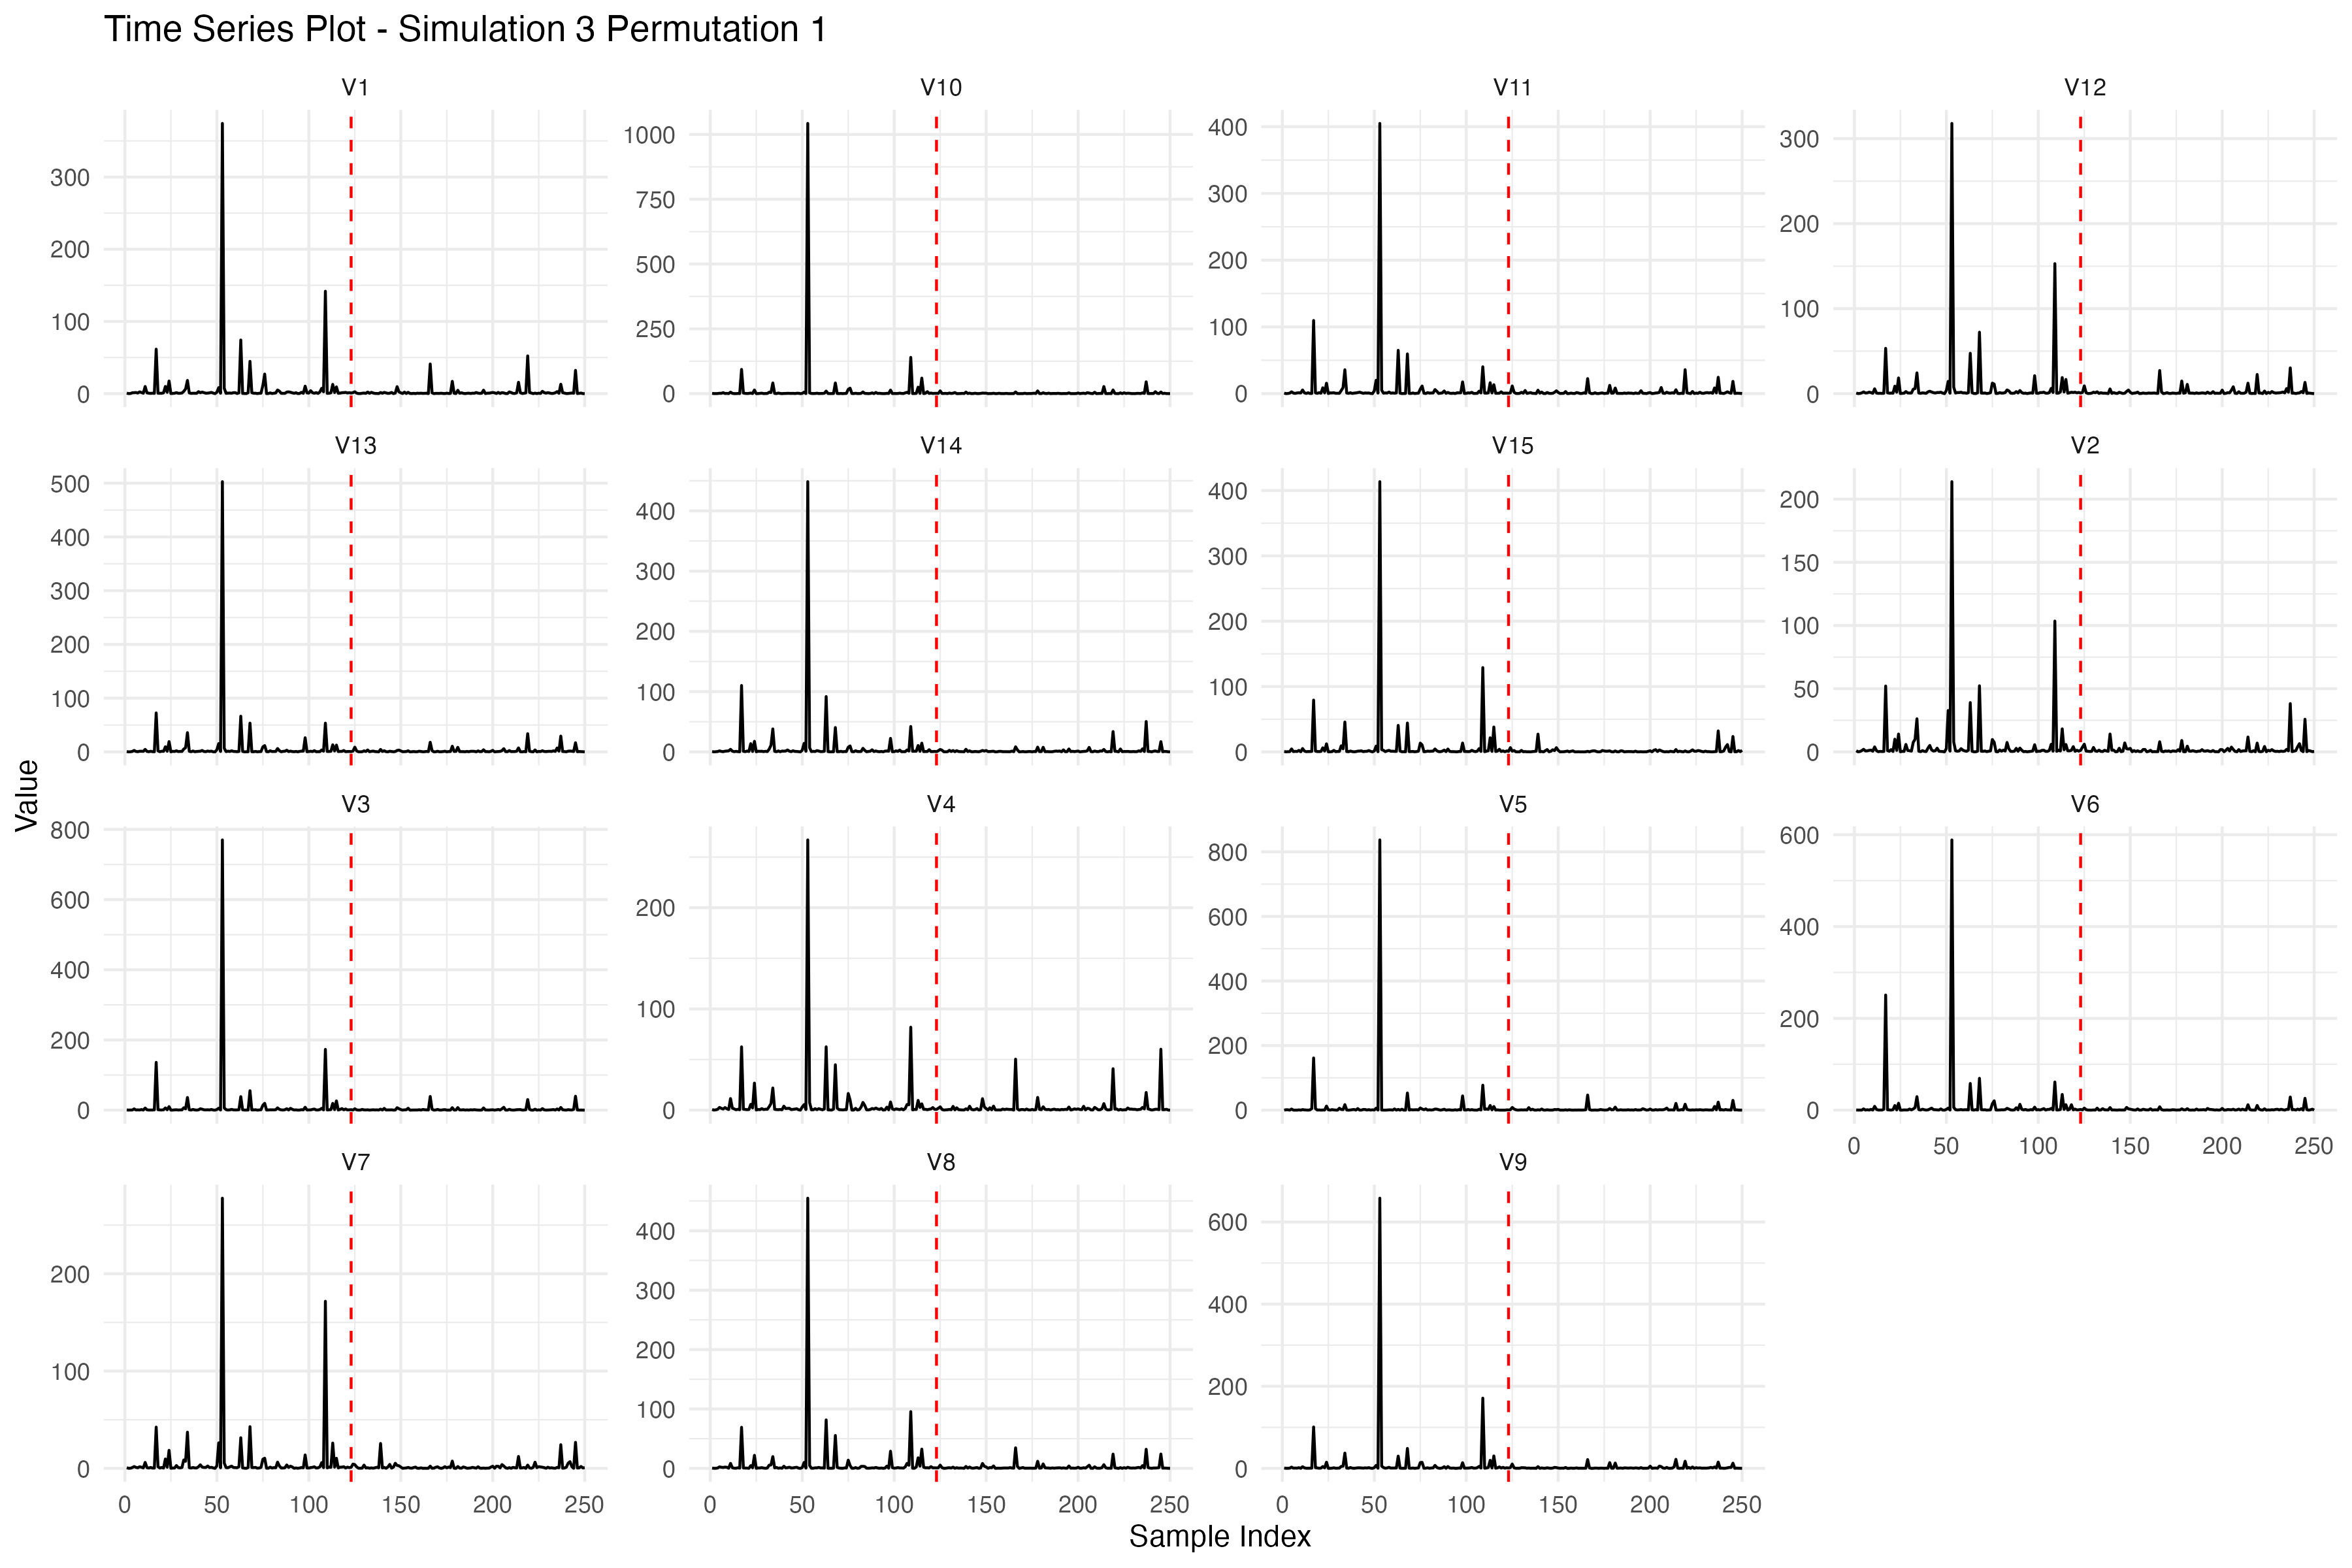 Time Series Plot - Simulation 3 Permutation 1
V1 V10 V11 V12
300 200 100 0
1000 750 500 250 0
400 300 200 100 0
300 200 100 0
V13 V14 V15 V2
500 400 300 200 100 0
400 300 200 100 0
400 300 200 100 0
200 150 100 50 0
Value
V3 V4 V5 V6
800 600 400 200 0
200 100 0
800 600 400 200 0
600 400 200 0
0 50 100 150 200 250
V7 V8 V9
200 100 0
400 300 200 100 0
600 400 200 0
0 50 100 150 200 250
0 50 100 150 200 250
0 50 100 150 200 250
Sample Index